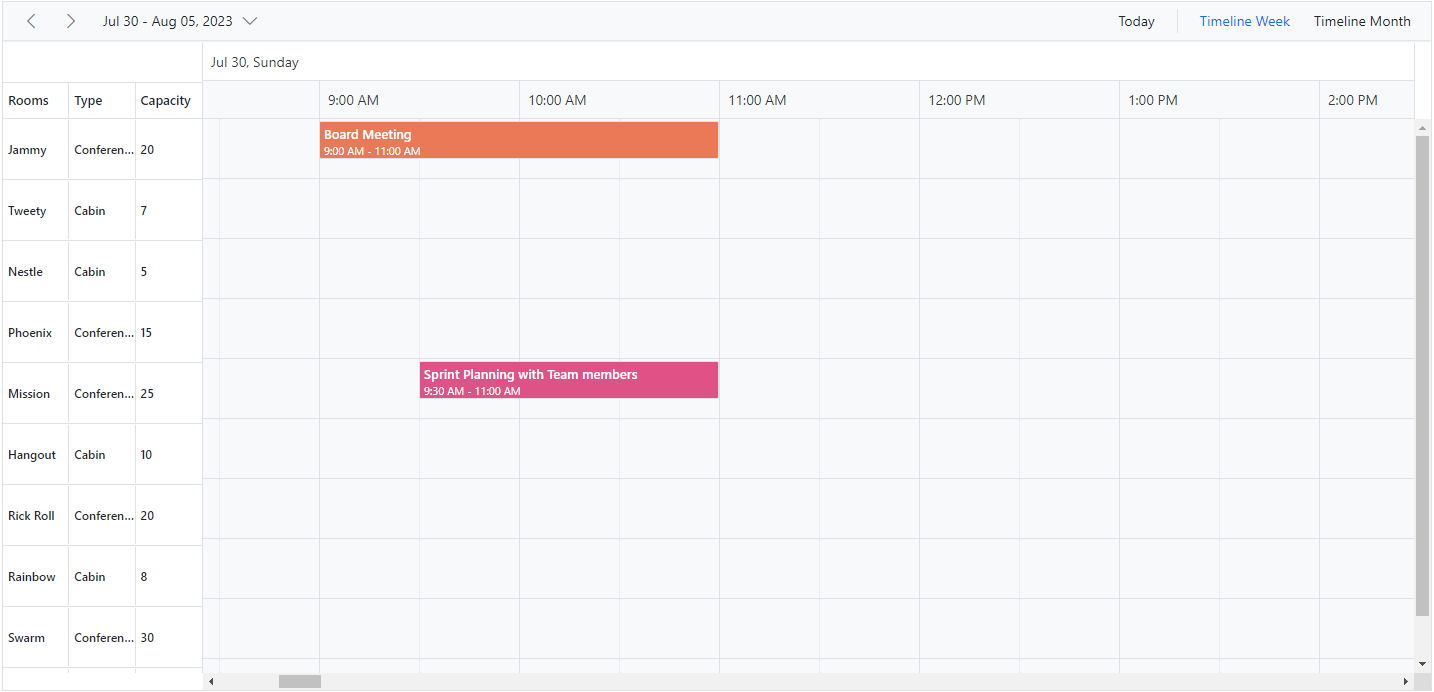 Jul 30 - Aug 05, 2023 Today Timeline Week Timeline Month
Jul 30, Sunday
Rooms Type Capacity 9:00 AM 10:00 AM 11:00 AM 12:00 PM 1:00 PM 2:00 PM
Board Meeting
9:00 AM - 11:00 AM
Jammy Conferen... 20
Tweety Cabin 7
Nestle Cabin 5
Phoenix Conferen... 15
Sprint Planning with Team members
9:30 AM - 11:00 AM
Mission Conferen... 25
Hangout Cabin 10
Rick Roll Conferen... 20
Rainbow Cabin 8
Swarm Conferen... 30